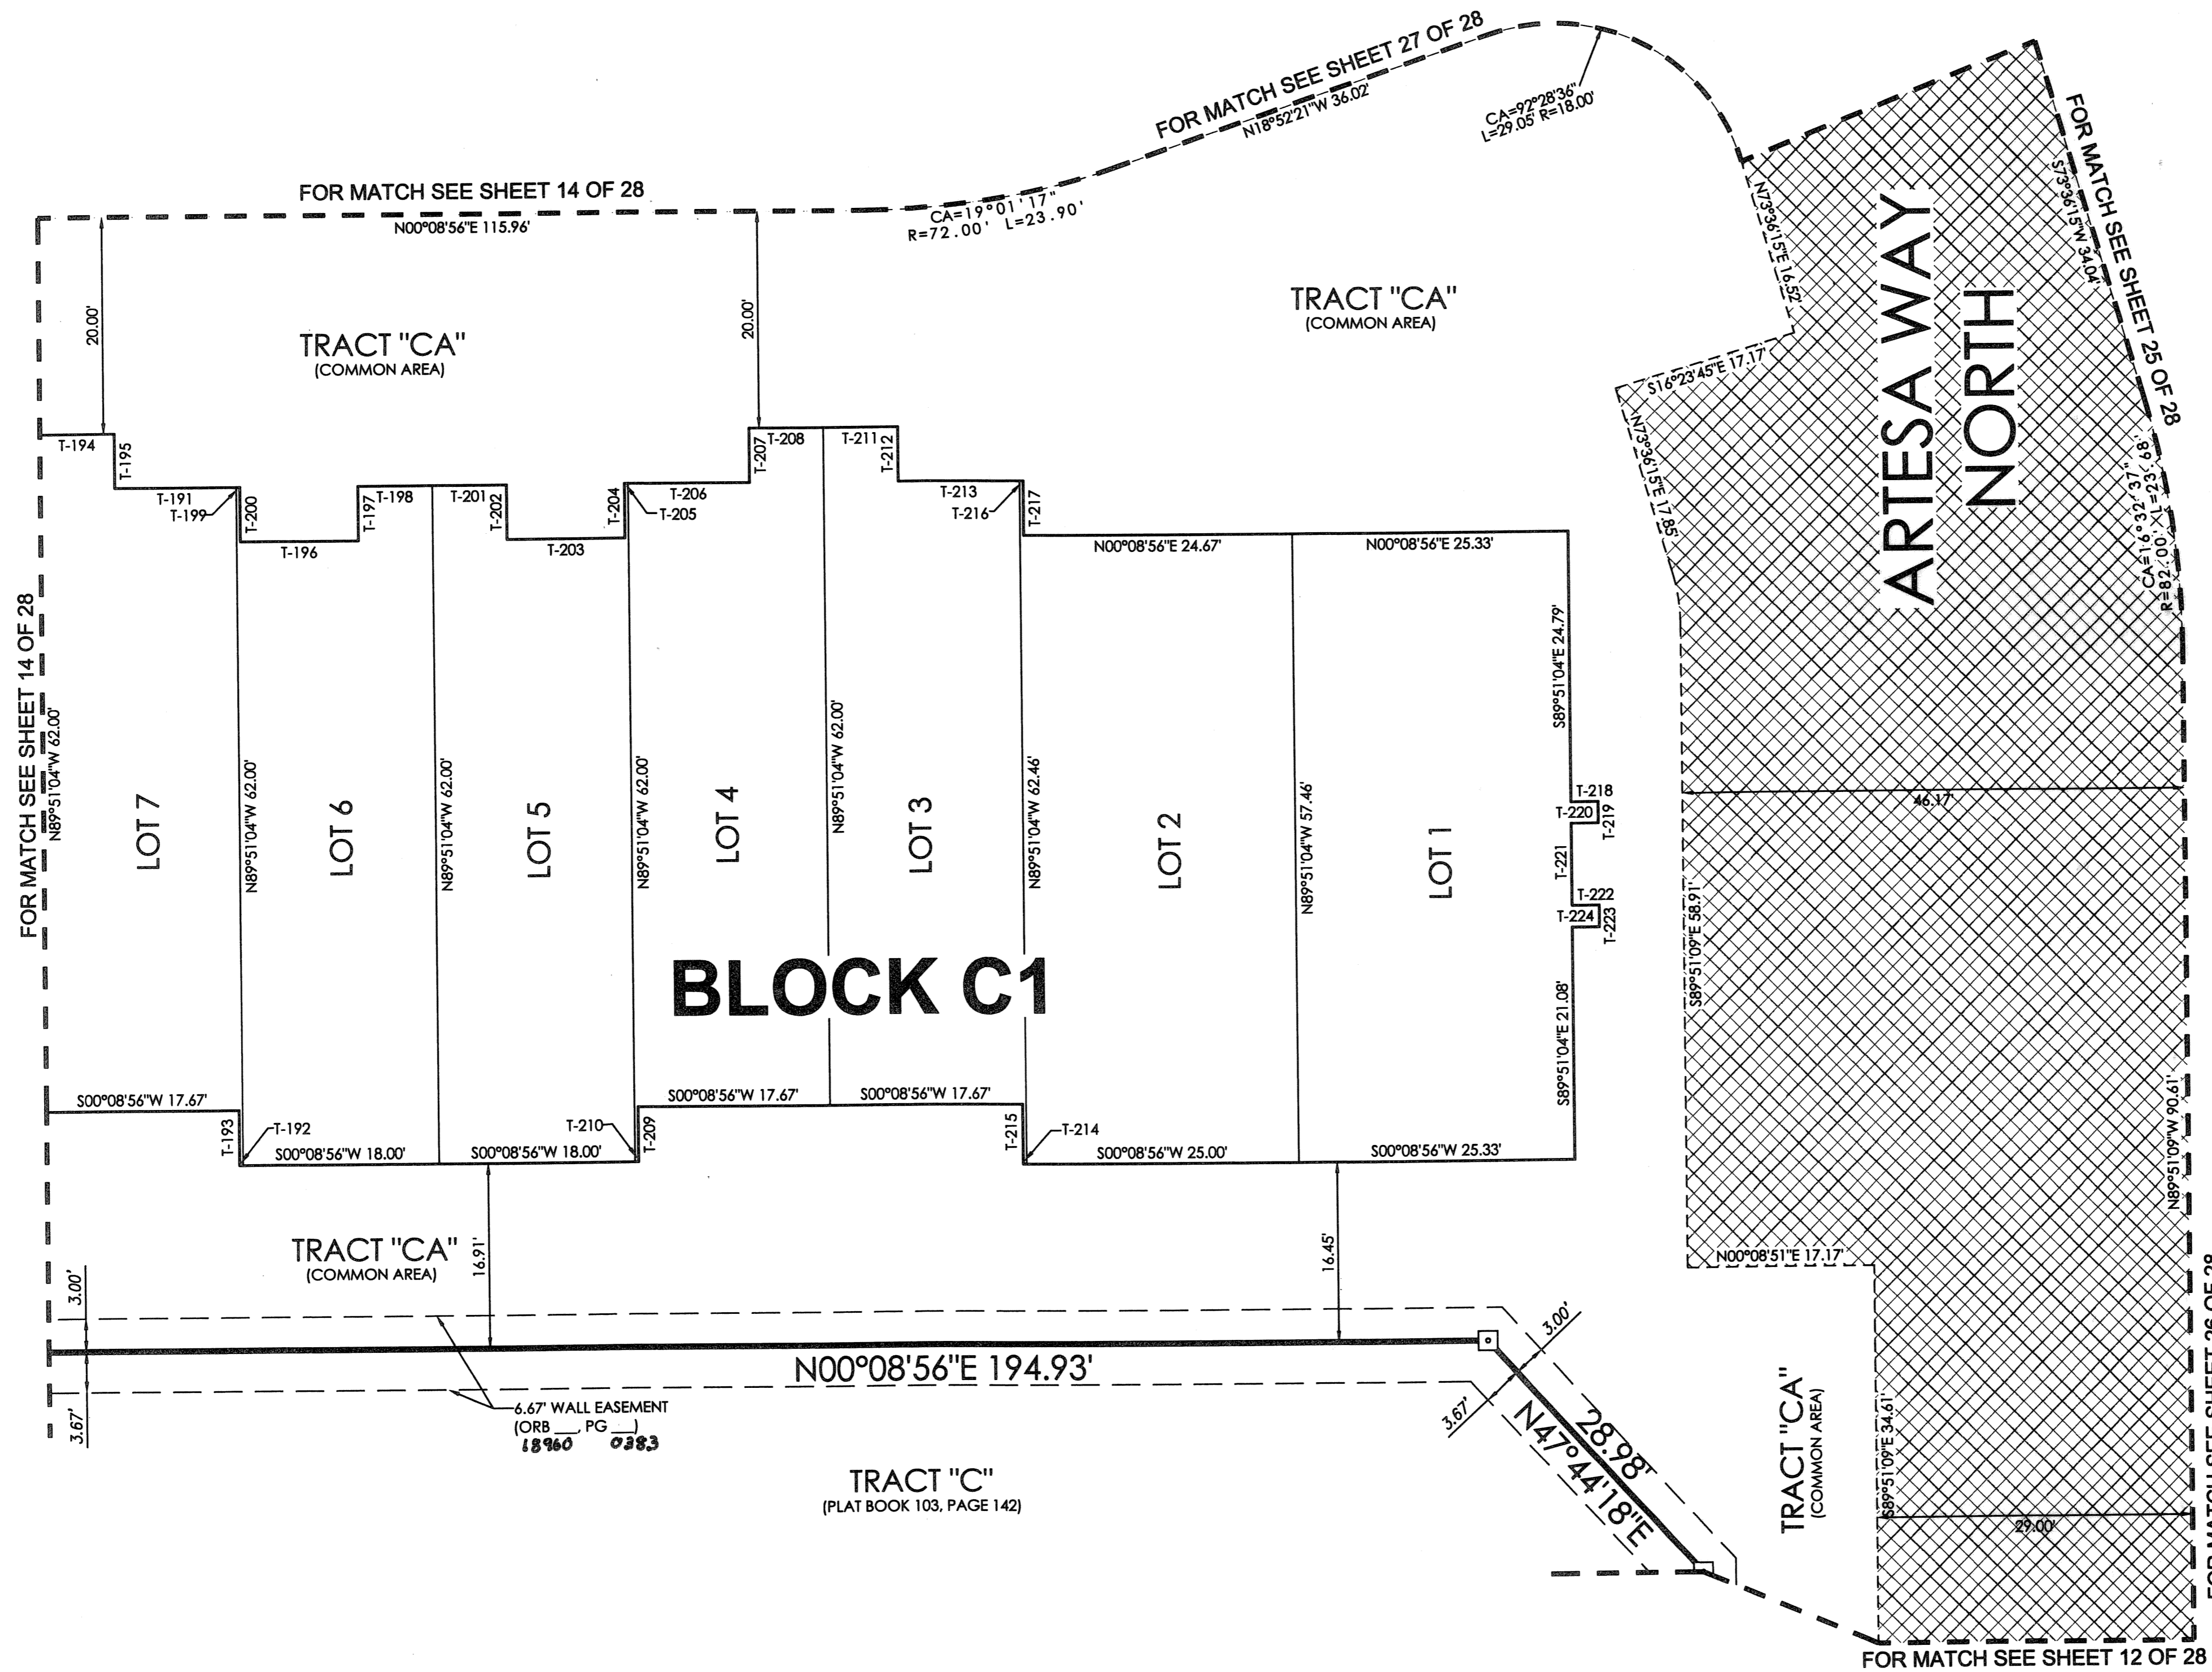 FOR MATCH SEE SHEET 27 OF 28
N18°52'21"W 36.02'
CA=92°28'36"
L=29.05' R=18.00'
FOR MATCH SEE SHEET 14 OF 28
N00°08'56"E 115.96'
CA=19°01'17"
R=72.00' L=23.90'
FOR MATCH SEE SHEET 25 OF 28
S73°36'15"W 34.04'
N73°36'15"E 16.52'
ARTESA WAY
NORTH
S16°23'45"E 17.17'
N73°36'15"E 17.85'
CA=16°32'37"
R=82.00' L=23.68'
20.00'
20.00'
TRACT "CA"
(COMMON AREA)
TRACT "CA"
(COMMON AREA)
T-194
T-195
T-191
T-199
T-200
T-196
T-197
T-198
T-201
T-202
T-203
T-204
T-205
T-206
T-207
T-208
T-211
T-212
T-213
T-216
T-217
N00°08'56"E 24.67'
N00°08'56"E 25.33'
FOR MATCH SEE SHEET 14 OF 28
N89°51'04"W 62.00'
LOT 7
N89°51'04"W 62.00'
LOT 6
N89°51'04"W 62.00'
LOT 5
N89°51'04"W 62.00'
LOT 4
N89°51'04"W 62.00'
LOT 3
N89°51'04"W 62.46'
LOT 2
N89°51'04"W 57.46'
LOT 1
S89°51'04"E 24.79'
T-218
T-220
T-219
T-221
T-222
T-224
T-223
S89°51'04"E 21.08'
46.17'
S89°51'09"E 58.91'
N89°51'09"W 90.61'
BLOCK C1
S00°08'56"W 17.67'
T-193
T-192
S00°08'56"W 18.00'
S00°08'56"W 18.00'
T-210
T-209
S00°08'56"W 17.67'
S00°08'56"W 17.67'
T-215
T-214
S00°08'56"W 25.00'
S00°08'56"W 25.33'
TRACT "CA"
(COMMON AREA)
16.91'
16.45'
N00°08'51"E 17.17'
3.00'
3.67'
N00°08'56"E 194.93'
6.67' WALL EASEMENT
(ORB ___, PG ___)
18960 0383
3.00'
3.67'
28.98'
N47°44'18"E
TRACT "C"
(PLAT BOOK 103, PAGE 142)
TRACT "CA"
(COMMON AREA)
S89°51'09"E 34.61'
29.00'
FOR MATCH SEE SHEET 26 OF 28
FOR MATCH SEE SHEET 12 OF 28